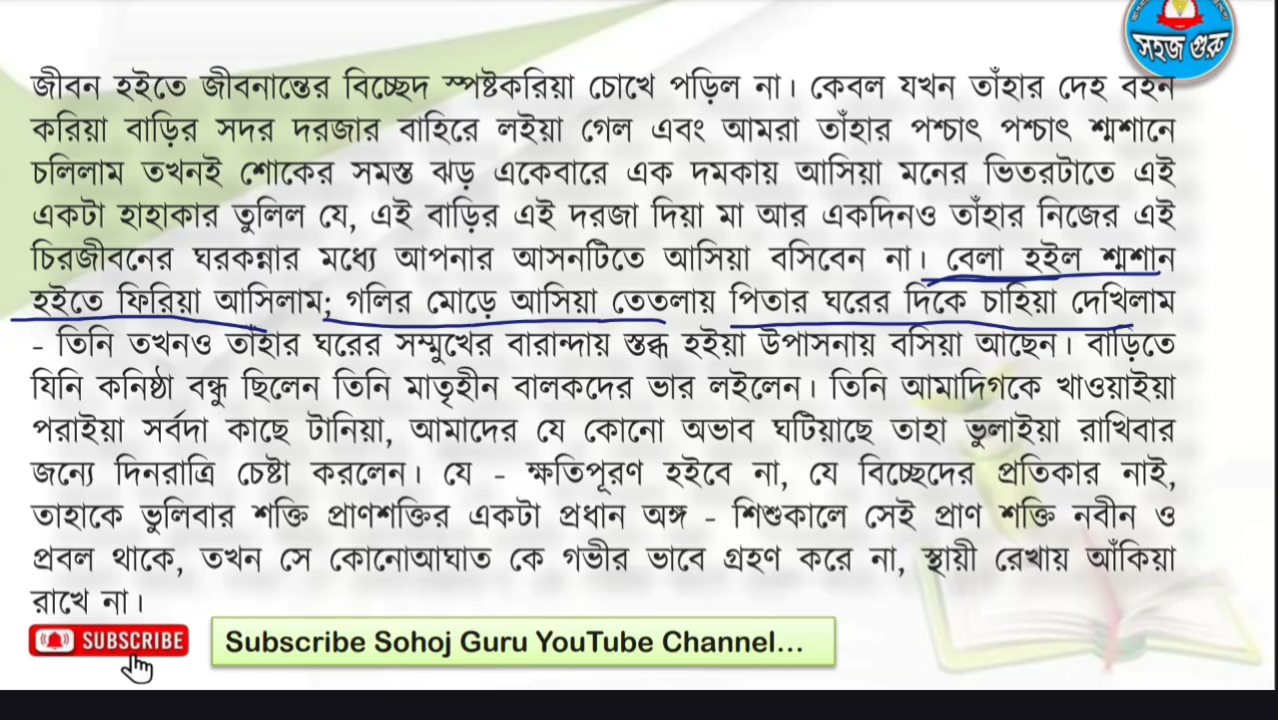 সহজ গুরু
জীবন হইতে জীবনান্তের বিচ্ছেদ স্পষ্টকরিয়া চোখে পড়িল না। কেবল যখন তাঁহার দেহ বহন
করিয়া বাড়ির সদর দরজার বাহিরে লইয়া গেল এবং আমরা তাঁহার পশ্চাৎ পশ্চাৎ শ্মশানে
চলিলাম তখনই শোকের সমস্ত ঝড় একেবারে এক দমকায় আসিয়া মনের ভিতরটাতে এই
একটা হাহাকার তুলিল যে, এই বাড়ির এই দরজা দিয়া মা আর একদিনও তাঁহার নিজের এই
চিরজীবনের ঘরকন্নার মধ্যে আপনার আসনটিতে আসিয়া বসিবেন না। বেলা হইল শ্মশান
হইতে ফিরিয়া আসিলাম; গলির মোড়ে আসিয়া তেতলায় পিতার ঘরের দিকে চাহিয়া দেখিলাম
- তিনি তখনও তাঁহার ঘরের সম্মুখের বারান্দায় স্তব্ধ হইয়া উপাসনায় বসিয়া আছেন। বাড়িতে
যিনি কনিষ্ঠা বন্ধু ছিলেন তিনি মাতৃহীন বালকদের ভার লইলেন। তিনি আমাদিগকে খাওয়াইয়া
পরাইয়া সর্বদা কাছে টানিয়া, আমাদের যে কোনো অভাব ঘটিয়াছে তাহা ভুলাইয়া রাখিবার
জন্যে দিনরাত্রি চেষ্টা করলেন। যে - ক্ষতিপূরণ হইবে না, যে বিচ্ছেদের প্রতিকার নাই,
তাহাকে ভুলিবার শক্তি প্রাণশক্তির একটা প্রধান অঙ্গ - শিশুকালে সেই প্রাণ শক্তি নবীন ও
প্রবল থাকে, তখন সে কোনোআঘাত কে গভীর ভাবে গ্রহণ করে না, স্থায়ী রেখায় আঁকিয়া
রাখে না।
SUBSCRIBE
Subscribe Sohoj Guru YouTube Channel...